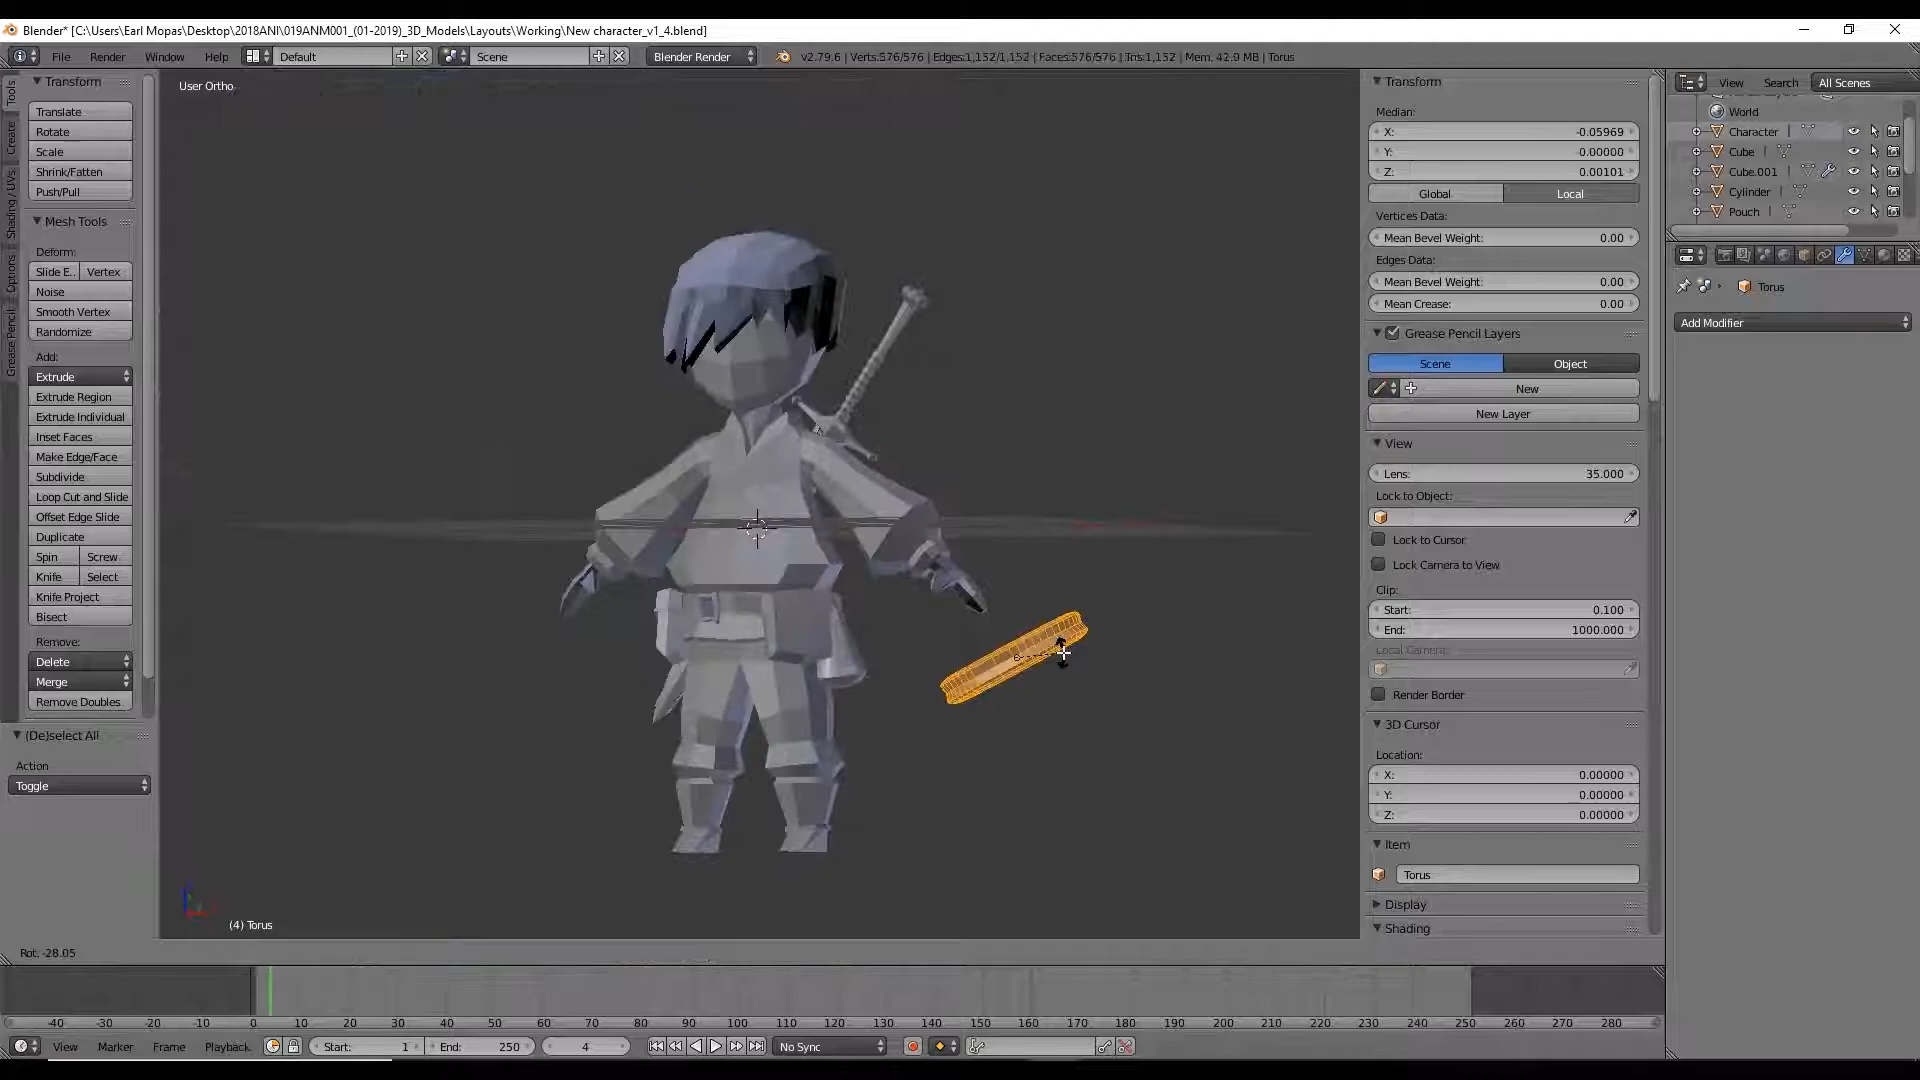 Blender* [C:\Users\Earl Mopas\Desktop\2018ANI\019ANM001_(01-2019)_3D_Models\Layouts\Working\New character_v1_4.blend]
File Render Window Help Default Scene Blender Render v2.79.6 | Verts:576/576 | Edges:1,152/1,152 | Faces:576/576 | Tris:1,152 | Mem. 42.9 MB | Torus
Tools
Create
Shading / UVs
Options
Grease Pencil
Transform
Translate
Rotate
Scale
Shrink/Fatten
Push/Pull
Mesh Tools
Deform:
Slide E.. Vertex
Noise
Smooth Vertex
Randomize
Add:
Extrude
Extrude Region
Extrude Individual
Inset Faces
Make Edge/Face
Subdivide
Loop Cut and Slide
Offset Edge Slide
Duplicate
Spin Screw
Knife Select
Knife Project
Bisect
Remove:
Delete
Merge
Remove Doubles
(De)select All
Action
Toggle
User Ortho
(4) Torus
Rot. -28.05
Transform
Median:
X: -0.05969
Y: -0.00000
Z: 0.00101
Global Local
Vertices Data:
Mean Bevel Weight: 0.00
Edges Data:
Mean Bevel Weight: 0.00
Mean Crease: 0.00
Grease Pencil Layers
Scene Object
New
New Layer
View
Lens: 35.000
Lock to Object:
Lock to Cursor
Lock Camera to View
Clip:
Start: 0.100
End: 1000.000
Local Camera:
Render Border
3D Cursor
Location:
X: 0.00000
Y: 0.00000
Z: 0.00000
Item
Torus
Display
Shading
View Search All Scenes
World
Character
Cube
Cube.001
Cylinder
Pouch
Torus
Add Modifier
-40 -30 -20 -10 0 10 20 30 40 50 60 70 80 90 100 110 120 130 140 150 160 170 180 190 200 210 220 230 240 250 260 270 280
View Marker Frame Playback Start: 1 End: 250 4 No Sync